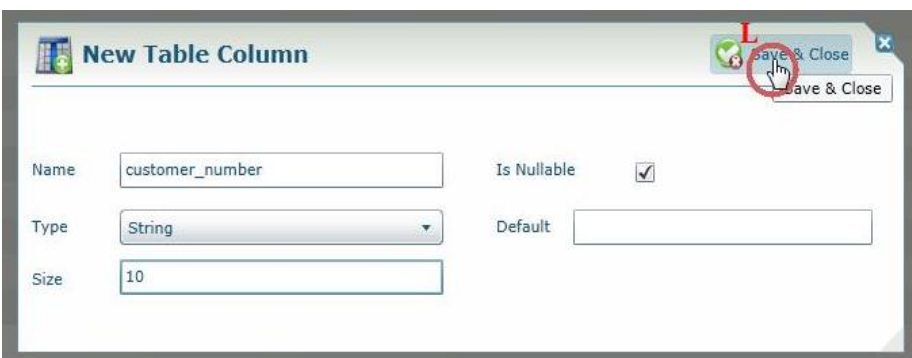 New Table Column
L
Save & Close
Save & Close
Name customer_number Is Nullable
Type String Default
Size 10